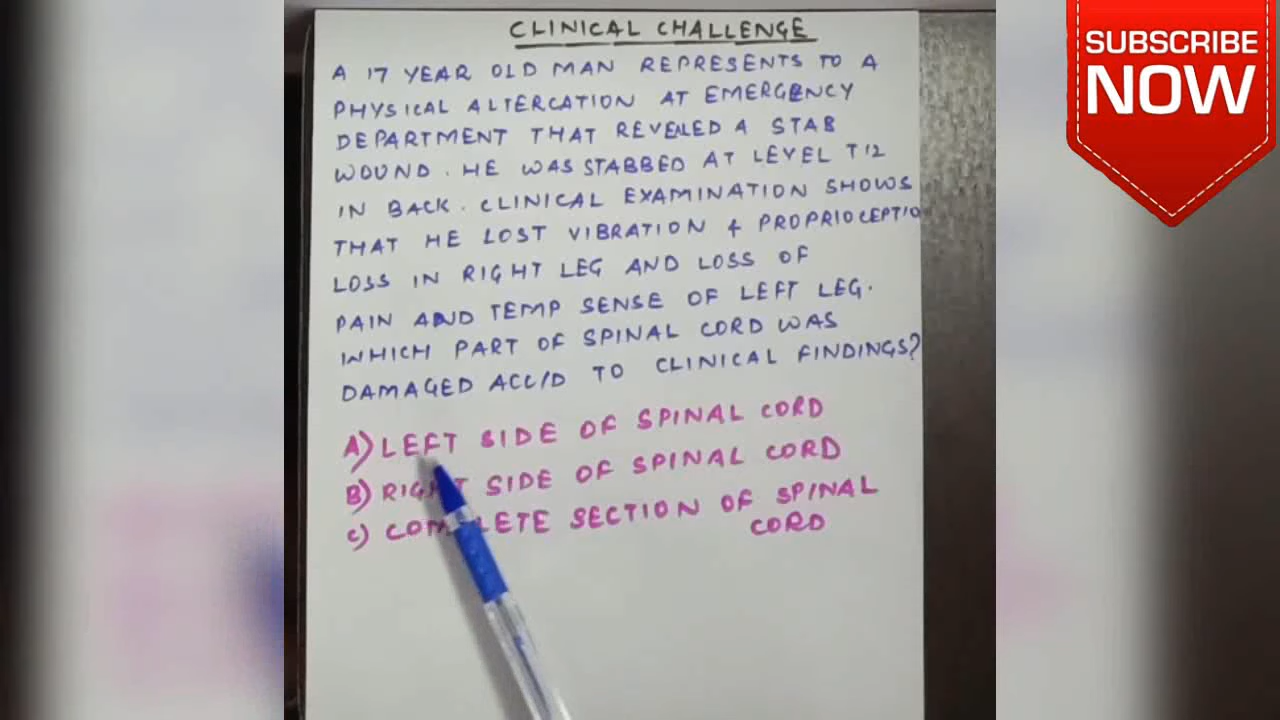 CLINICAL CHALLENGE
A 17 YEAR OLD MAN REPRESENTS TO A
PHYSICAL ALTERCATION AT EMERGENCY
DEPARTMENT THAT REVEALED A STAB
WOUND. HE WAS STABBED AT LEVEL T12
IN BACK. CLINICAL EXAMINATION SHOWS
THAT HE LOST VIBRATION & PROPRIOCEPTIO
LOSS IN RIGHT LEG AND LOSS OF
PAIN AND TEMP SENSE OF LEFT LEG.
WHICH PART OF SPINAL CORD WAS
DAMAGED ACC/D TO CLINICAL FINDINGS?
A) LEFT SIDE OF SPINAL CORD
B) RIGHT SIDE OF SPINAL CORD
C) COMPLETE SECTION OF SPINAL
CORD
SUBSCRIBE
NOW